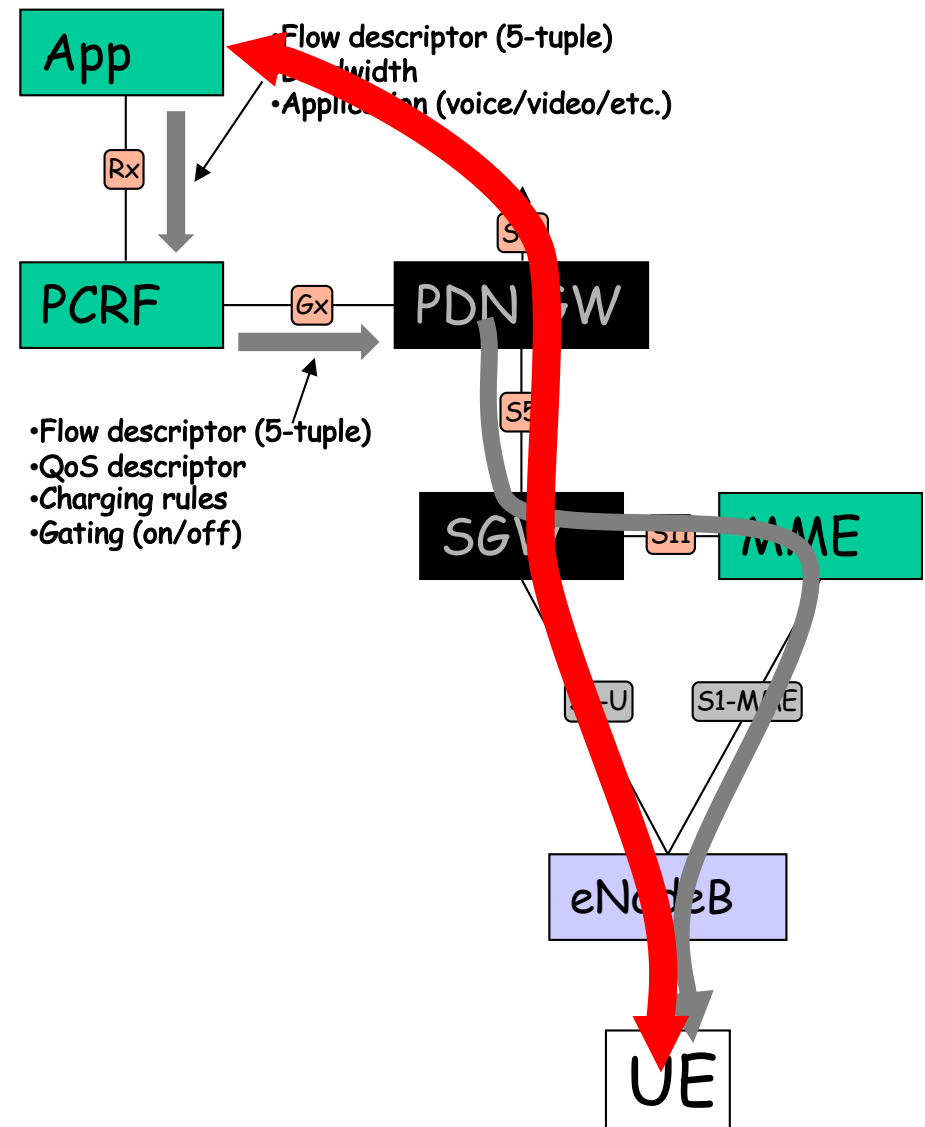 App
•Flow descriptor (5-tuple)
•Bandwidth
•Application (voice/video/etc.)
Rx
PCRF
Gx
PDN GW
•Flow descriptor (5-tuple)
•QoS descriptor
•Charging rules
•Gating (on/off)
S5
SGW
S11
MME
S1-U
S1-MME
eNodeB
UE